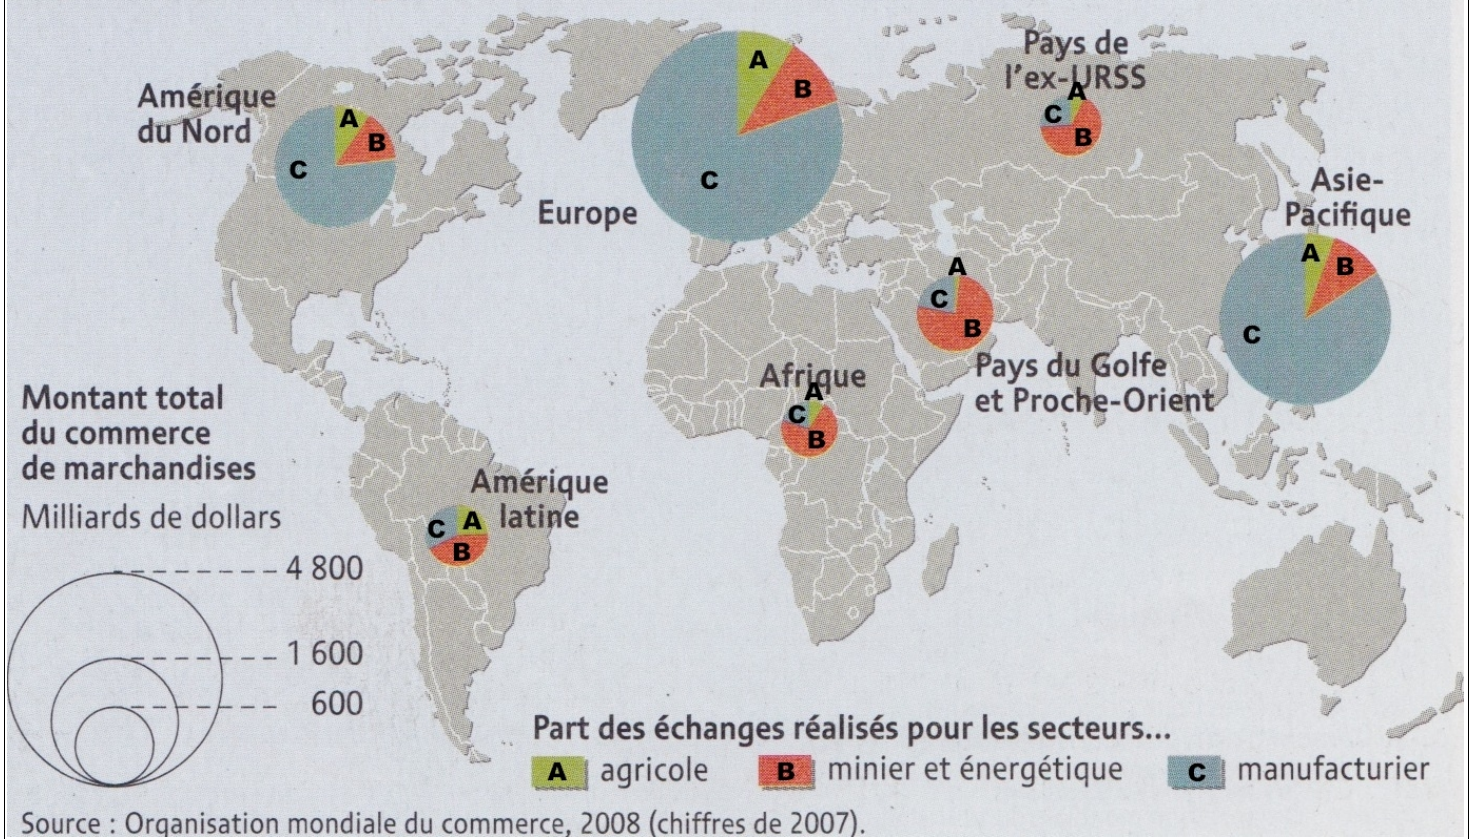 Amérique
du Nord
A
B
C
Europe
A
B
C
Pays de
l'ex-URSS
A
C
B
Asie-
Pacifique
A
B
C
A
C
B
Pays du Golfe
et Proche-Orient
Afrique
A
C
B
Amérique
latine
A
C
B
Montant total
du commerce
de marchandises
Milliards de dollars
4 800
1 600
600
Part des échanges réalisés pour les secteurs...
A agricole B minier et énergétique C manufacturier
Source : Organisation mondiale du commerce, 2008 (chiffres de 2007).